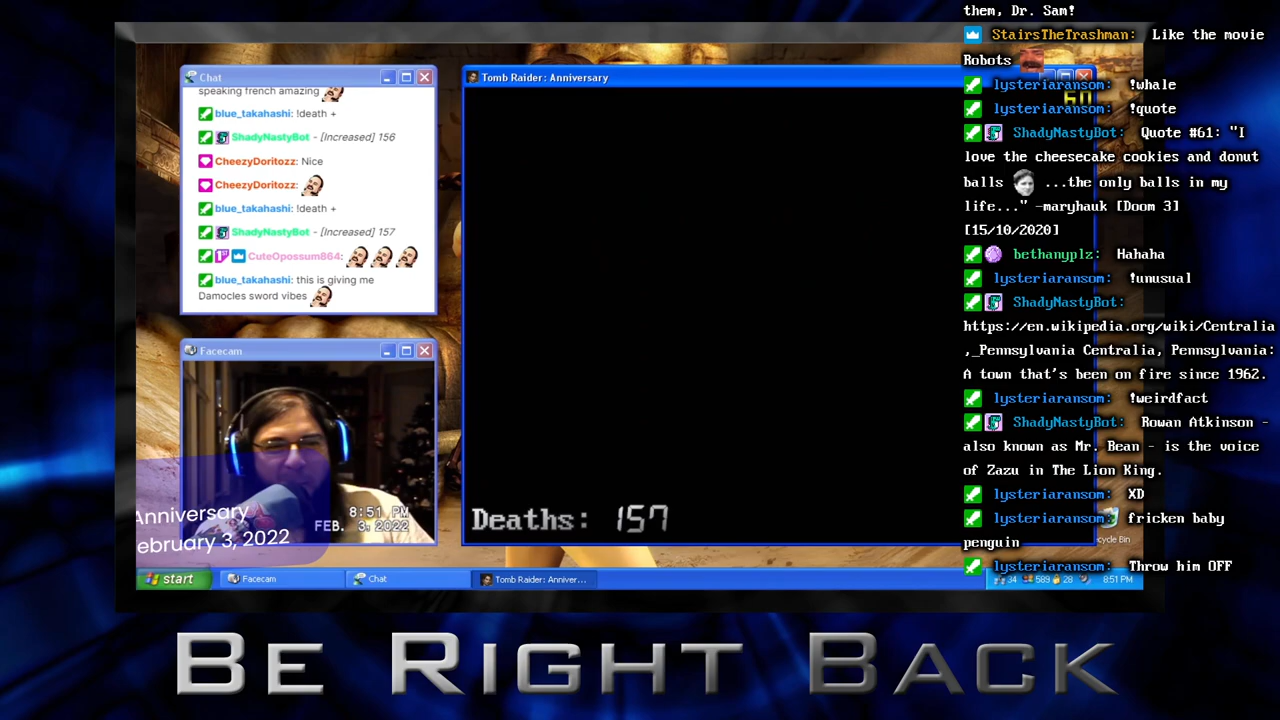 Chat
speaking french amazing
blue_takahashi: !death +
ShadyNastyBot - [Increased] 156
CheezyDoritozz: Nice
CheezyDoritozz:
blue_takahashi: !death +
ShadyNastyBot - [Increased] 157
CuteOpossum864:
blue_takahashi: this is giving me
Damocles sword vibes
Facecam
8:51 PM
FEB. 3, 2022
Anniversary
ebruary 3, 2022
Tomb Raider: Anniversary
60
Deaths: 157
them, Dr. Sam!
StairsTheTrashman: Like the movie
Robots
lysteriaransom: !whale
lysteriaransom: !quote
ShadyNastyBot: Quote #61: "I
love the cheesecake cookies and donut
balls ...the only balls in my
life..." -maryhauk [Doom 3]
[15/10/2020]
bethanyplz: Hahaha
lysteriaransom: !unusual
ShadyNastyBot:
https://en.wikipedia.org/wiki/Centralia
,_Pennsylvania Centralia, Pennsylvania:
A town that's been on fire since 1962.
lysteriaransom: !weirdfact
ShadyNastyBot: Rowan Atkinson -
also known as Mr. Bean - is the voice
of Zazu in The Lion King.
lysteriaransom: XD
lysteriaransom: fricken baby
penguin
lysteriaransom: Throw him OFF
cycle Bin
start
Facecam
Chat
Tomb Raider: Anniver...
34 589 28 8:51 PM
BE RIGHT BACK